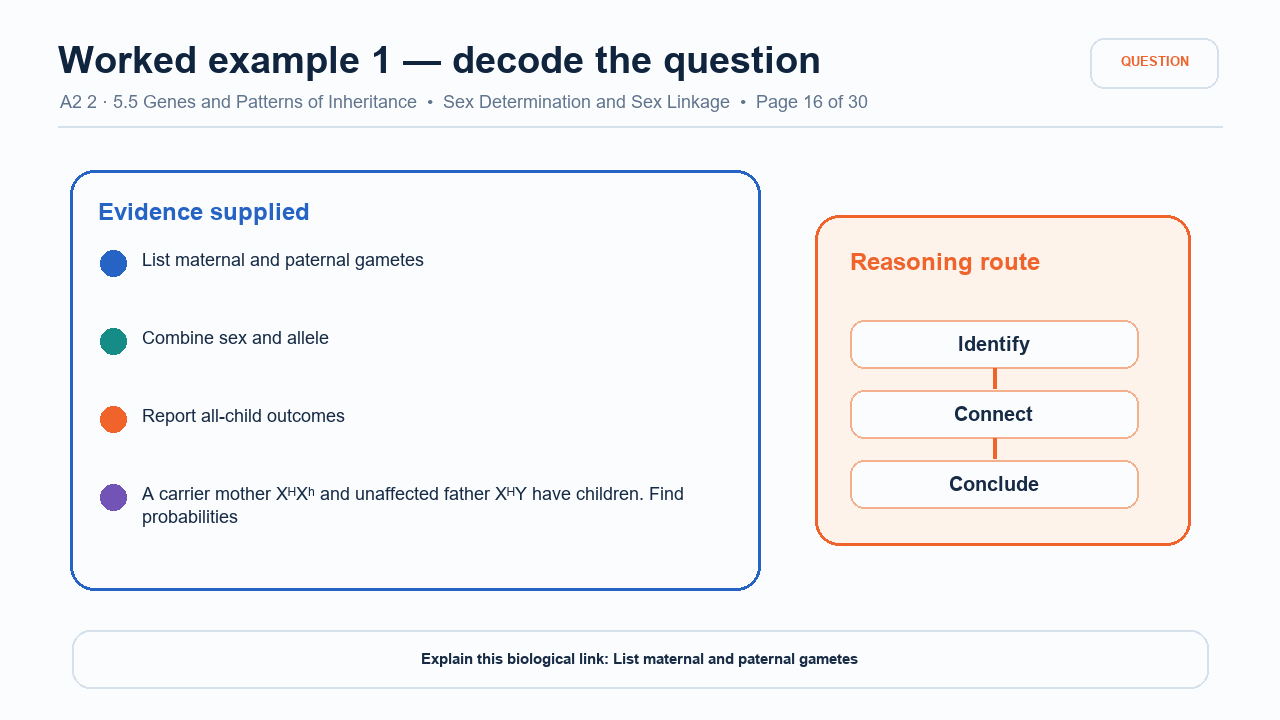 Worked example 1 — decode the question
QUESTION
A2 2 · 5.5 Genes and Patterns of Inheritance • Sex Determination and Sex Linkage • Page 16 of 30
Evidence supplied
List maternal and paternal gametes
Combine sex and allele
Report all-child outcomes
A carrier mother XᴴXʰ and unaffected father XᴴY have children. Find
probabilities
Reasoning route
Identify
Connect
Conclude
Explain this biological link: List maternal and paternal gametes